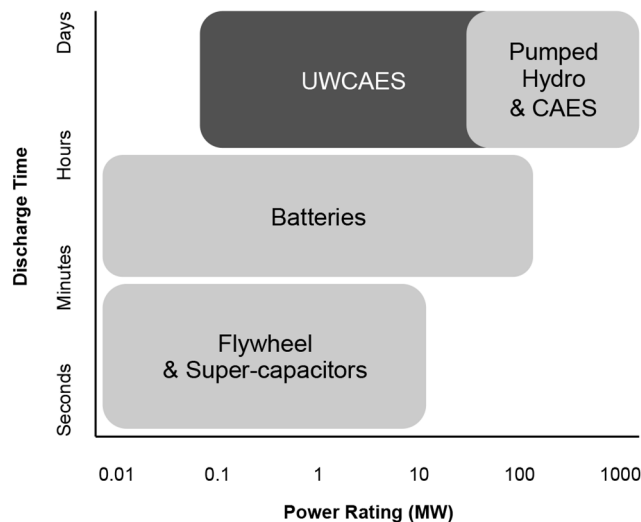 Days
UWCAES
Pumped
Hydro
& CAES
Hours
Batteries
Discharge Time
Minutes
Flywheel
& Super-capacitors
Seconds
0.01 0.1 1 10 100 1000
Power Rating (MW)